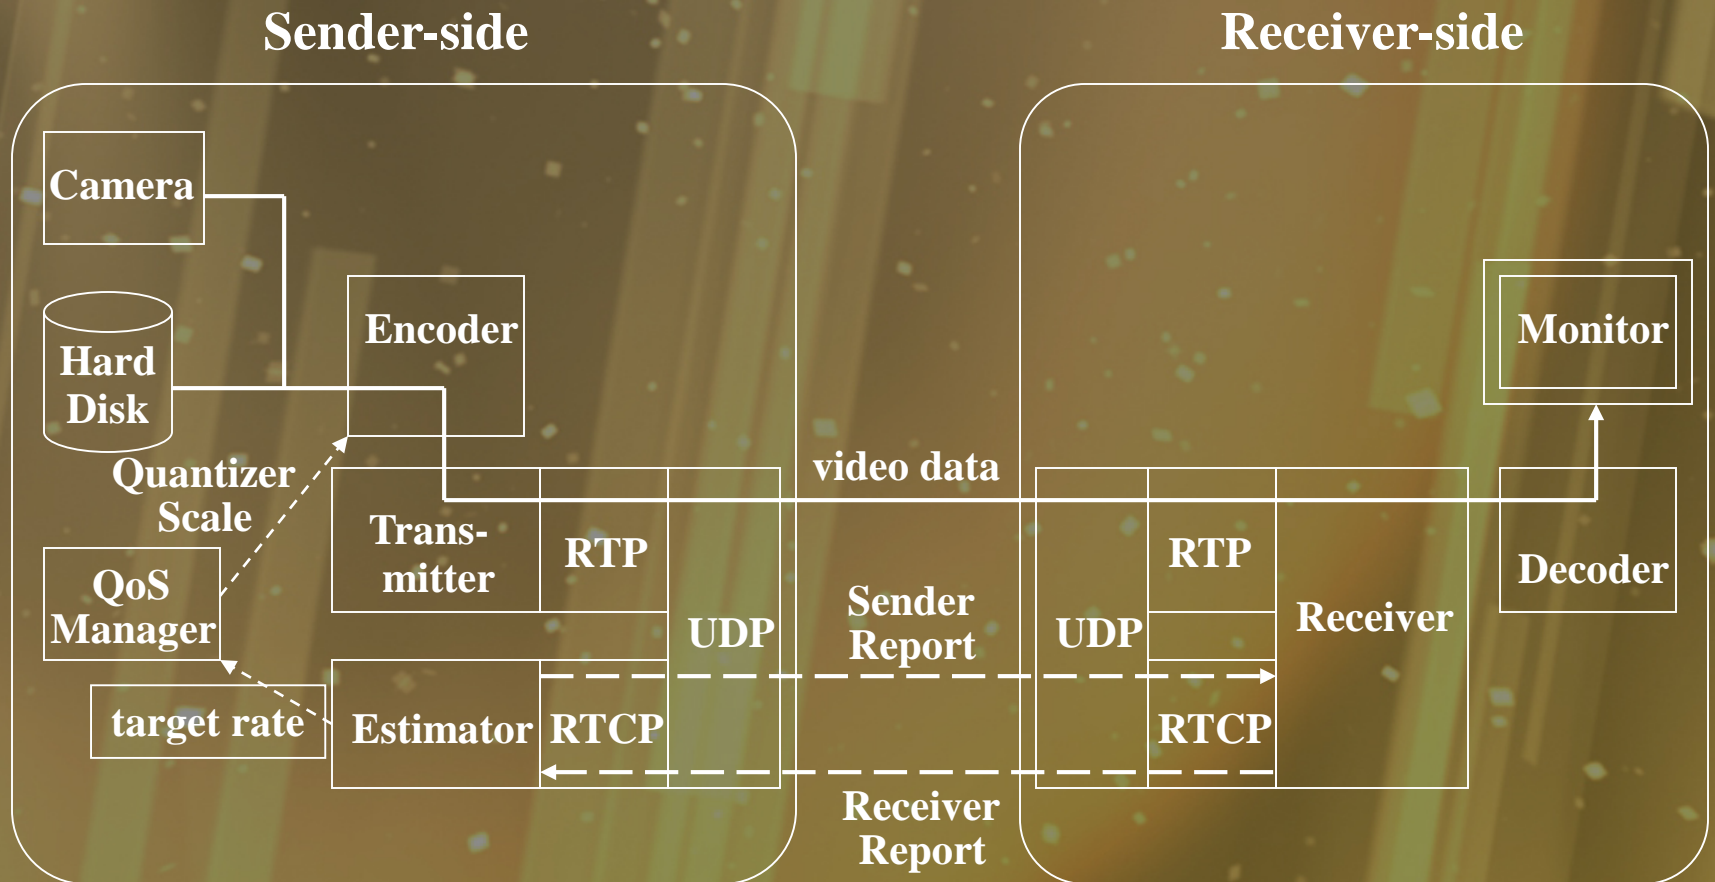 Sender-side
Receiver-side
Camera
Encoder
Monitor
Hard
Disk
Quantizer
Scale
video data
Trans-
mitter
RTP
RTP
Decoder
QoS
Manager
UDP
Sender
Report
UDP
Receiver
target rate
Estimator
RTCP
RTCP
Receiver
Report